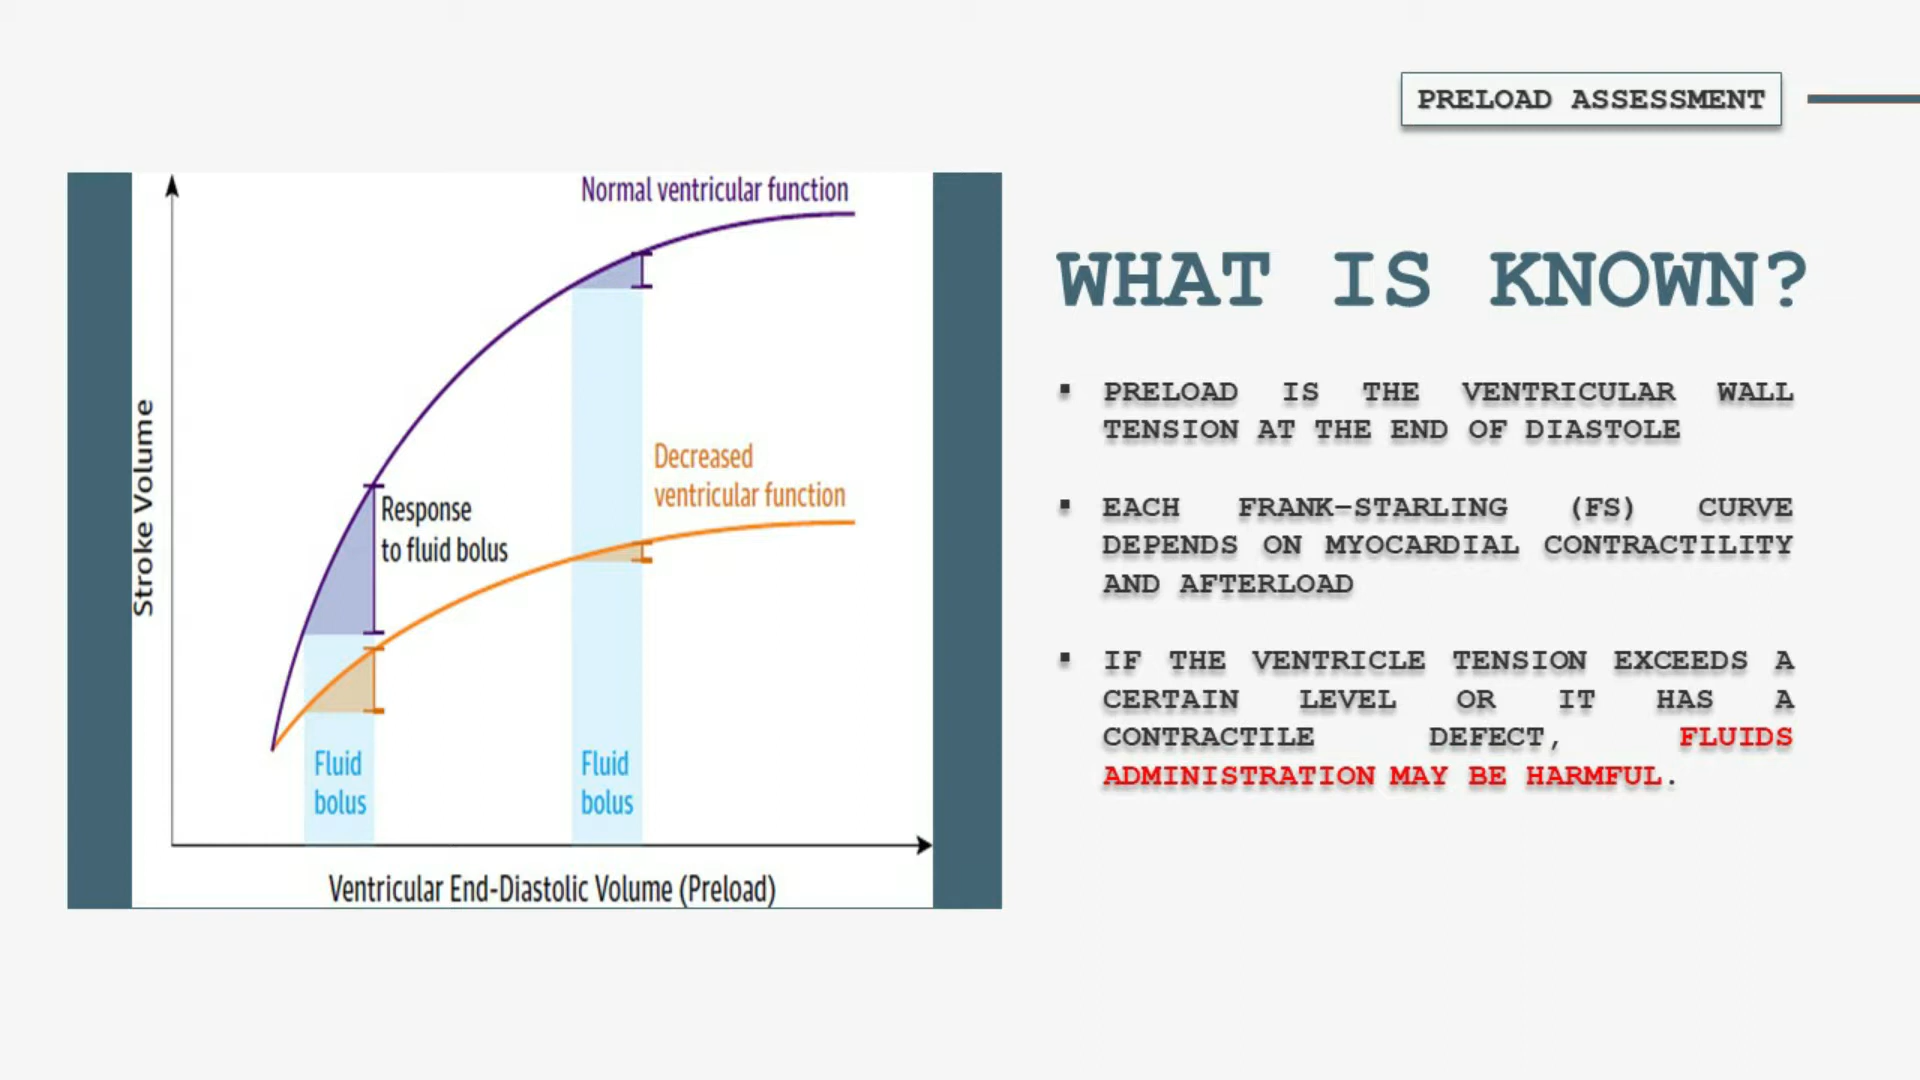 PRELOAD ASSESSMENT
Normal ventricular function
Decreased
ventricular function
Response
to fluid bolus
Stroke Volume
Fluid
bolus
Fluid
bolus
Ventricular End-Diastolic Volume (Preload)
WHAT IS KNOWN?
▪ PRELOAD IS THE VENTRICULAR WALL
TENSION AT THE END OF DIASTOLE
▪ EACH FRANK-STARLING (FS) CURVE
DEPENDS ON MYOCARDIAL CONTRACTILITY
AND AFTERLOAD
▪ IF THE VENTRICLE TENSION EXCEEDS A
CERTAIN LEVEL OR IT HAS A
CONTRACTILE DEFECT, FLUIDS
ADMINISTRATION MAY BE HARMFUL.